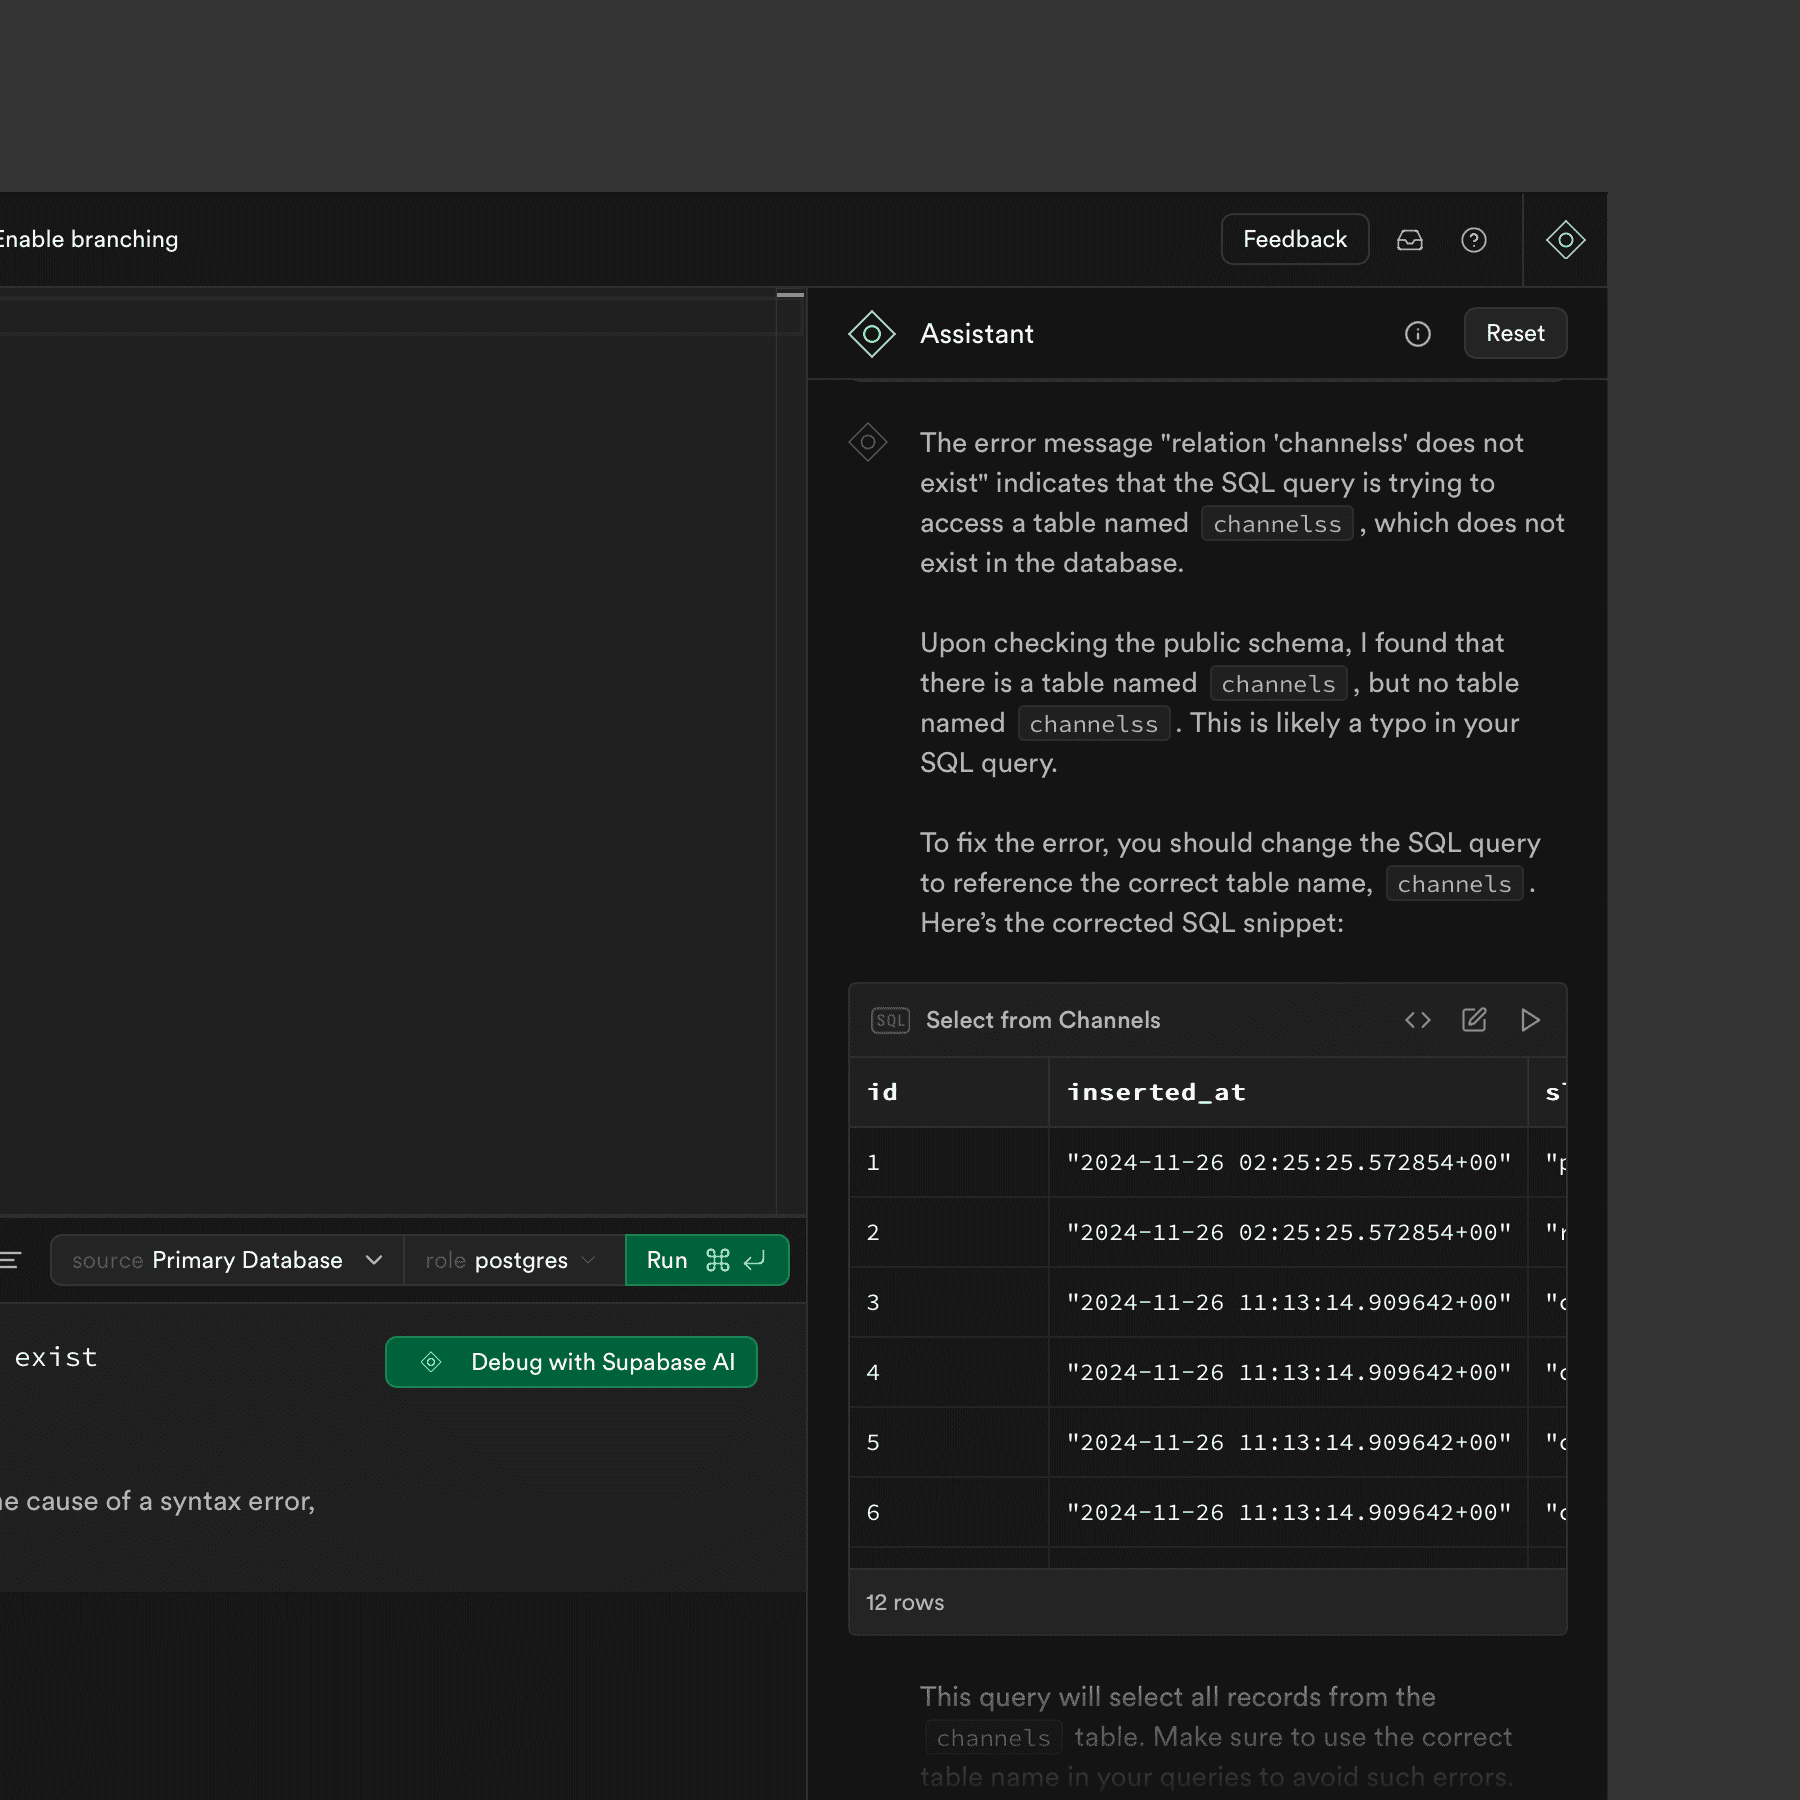 Enable branching
Feedback
Assistant
Reset
The error message "relation 'channelss' does not
exist" indicates that the SQL query is trying to
access a table named channelss , which does not
exist in the database.
Upon checking the public schema, I found that
there is a table named channels , but no table
named channelss . This is likely a typo in your
SQL query.
To fix the error, you should change the SQL query
to reference the correct table name, channels .
Here’s the corrected SQL snippet:
SQL Select from Channels
id inserted_at
1 "2024-11-26 02:25:25.572854+00"
2 "2024-11-26 02:25:25.572854+00"
3 "2024-11-26 11:13:14.909642+00"
4 "2024-11-26 11:13:14.909642+00"
5 "2024-11-26 11:13:14.909642+00"
6 "2024-11-26 11:13:14.909642+00"
12 rows
This query will select all records from the
channels table. Make sure to use the correct
table name in your queries to avoid such errors.
source Primary Database role postgres Run
exist
Debug with Supabase AI
cause of a syntax error,